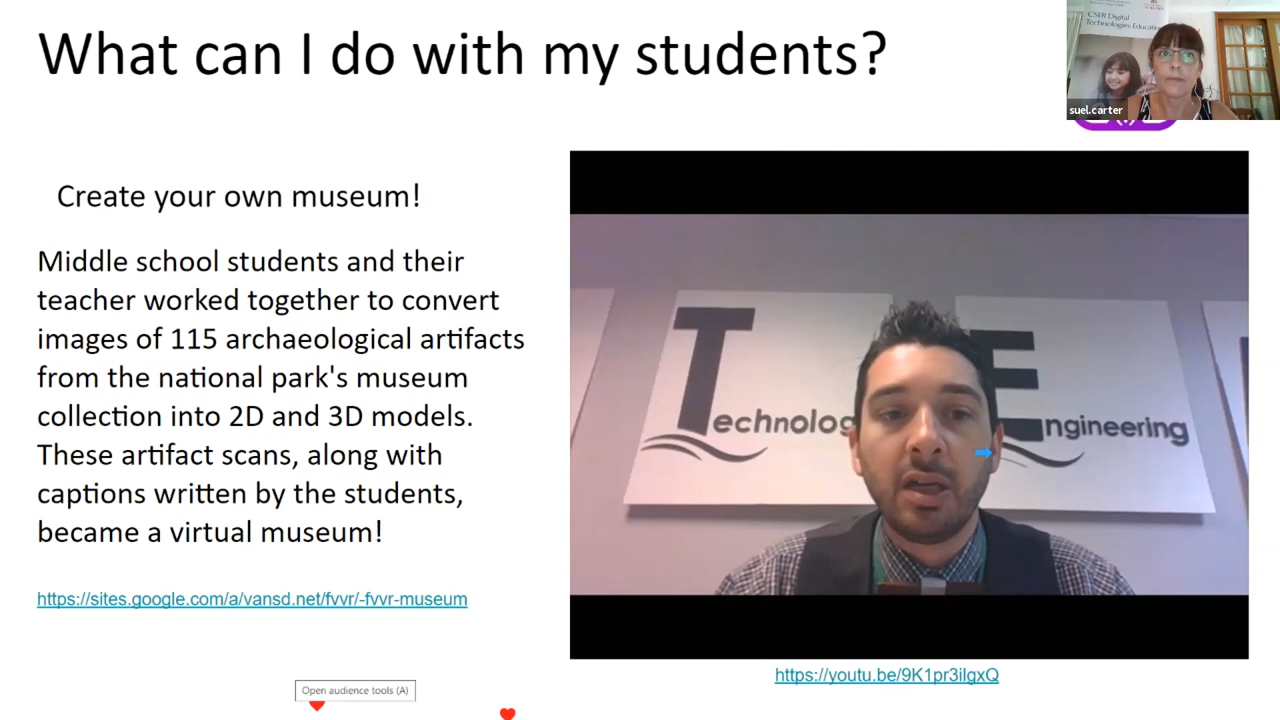 What can I do with my students?
CSER Digital
Technologies Education
suel.carter
Create your own museum!
Middle school students and their
teacher worked together to convert
images of 115 archaeological artifacts
from the national park's museum
collection into 2D and 3D models.
These artifact scans, along with
captions written by the students,
became a virtual museum!
https://sites.google.com/a/vansd.net/fvvr/-fvvr-museum
Technolog
Engineering
https://youtu.be/9K1pr3ilgxQ
Open audience tools (A)